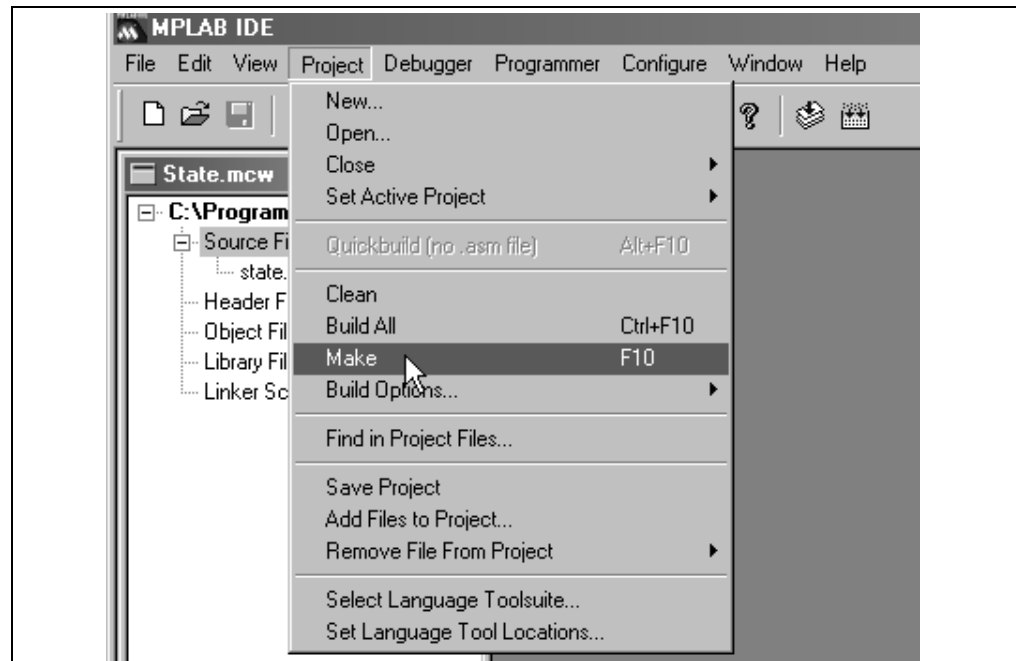 MPLAB IDE
File Edit View Project Debugger Programmer Configure Window Help
State.mcw
C:\Program
Source Fi
state.
Header F
Object Fil
Library Fil
Linker Sc
New...
Open...
Close
Set Active Project
Quickbuild (no .asm file) Alt+F10
Clean
Build All Ctrl+F10
Make F10
Build Options...
Find in Project Files...
Save Project
Add Files to Project...
Remove File From Project
Select Language Toolsuite...
Set Language Tool Locations...